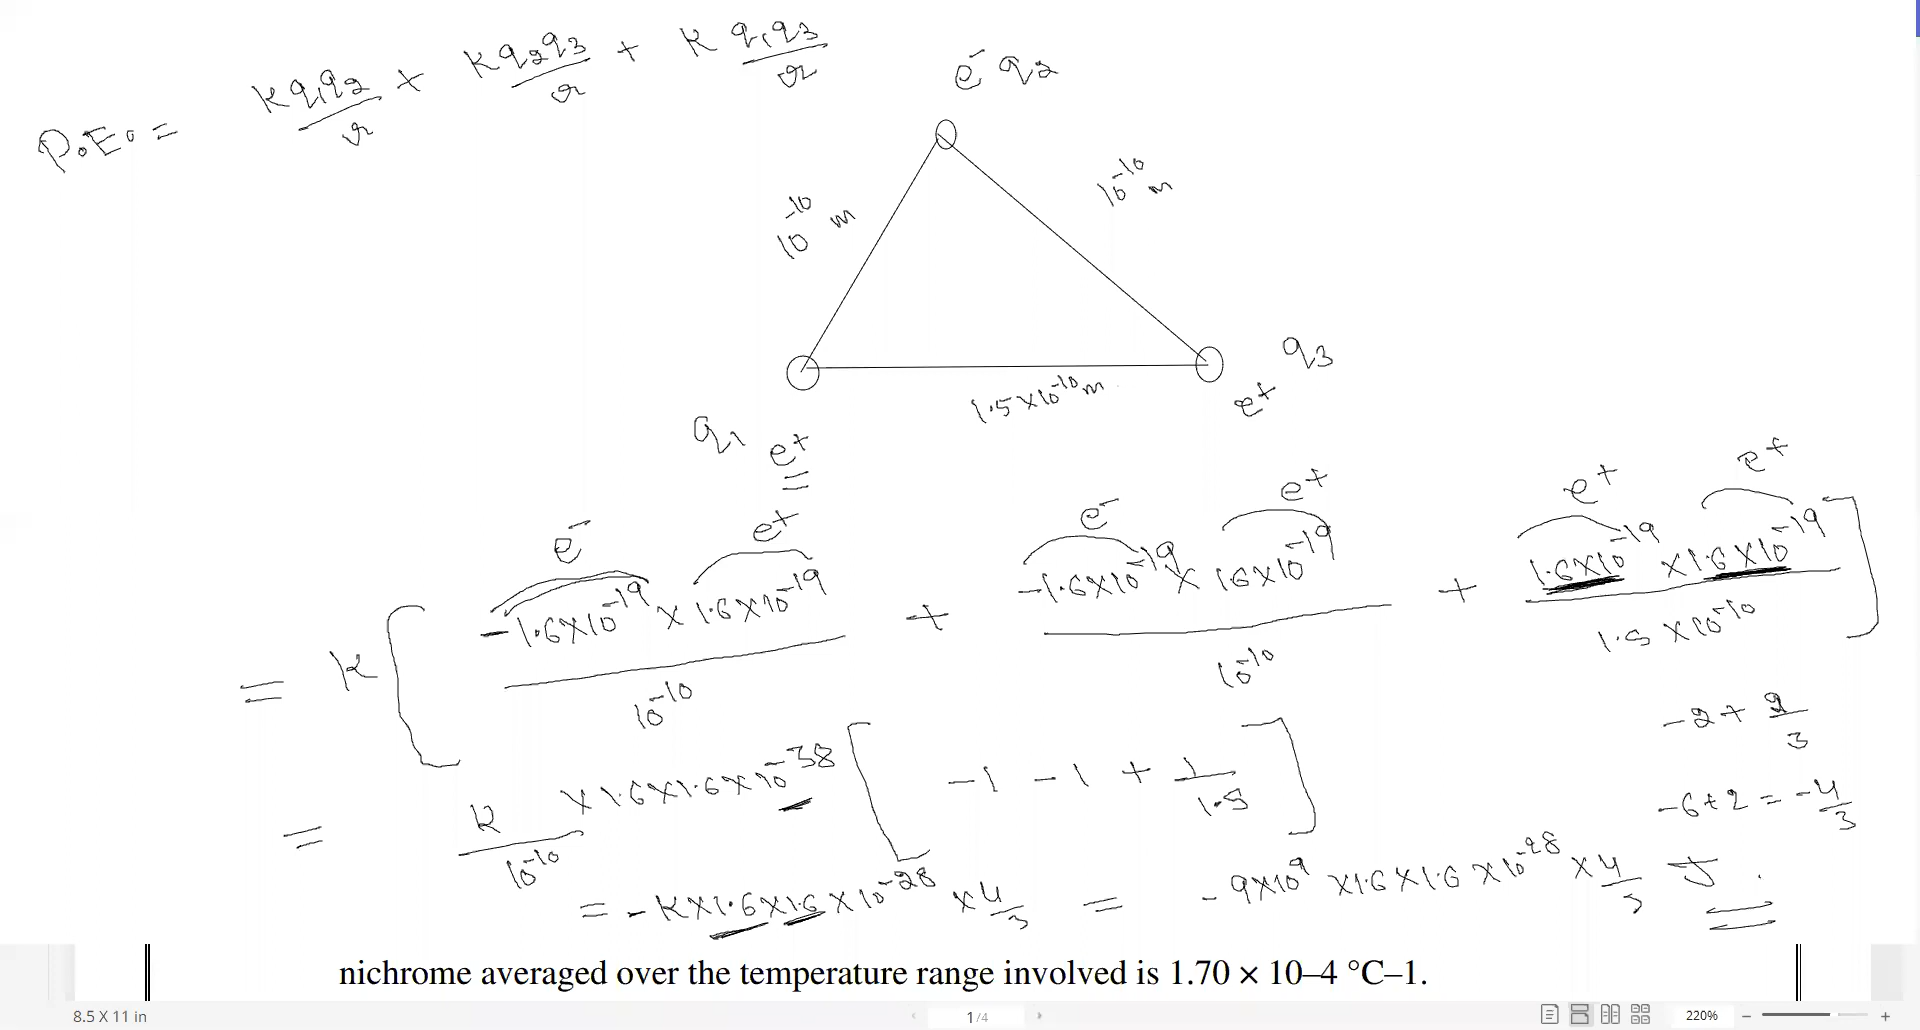 P.E. = kq1q2/r + kq2q3/r + k q1q3/r
e- q2
10^-10 m
10^-10 m
1.5×10^-10 m
q3
e+
q1
e+
e- e+ e- e+ e+ e+
= k [ -1.6×10^-19 × 1.6×10^-19 / 10^-10 + -1.6×10^-19 × 1.6×10^-19 / 10^-10 + 1.6×10^-19 × 1.6×10^-19 / 1.5×10^-10 ]
= k/10^-10 × 1.6×1.6×10^-38 [ -1 - 1 + 1/1.5 ]
-2 + 2/3
-6+2 = -4/3
= -k×1.6×1.6×10^-28 × 4/3 = -9×10^9 ×1.6×1.6 ×10^-28 × 4/3 J
nichrome averaged over the temperature range involved is 1.70 × 10–4 °C–1.
8.5 X 11 in
1/4
220%